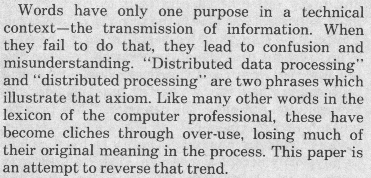 Words have only one purpose in a technical
context—the transmission of information. When
they fail to do that, they lead to confusion and
misunderstanding. “Distributed data processing”
and “distributed processing” are two phrases which
illustrate that axiom. Like many other words in the
lexicon of the computer professional, these have
become cliches through over-use, losing much of
their original meaning in the process. This paper is
an attempt to reverse that trend.